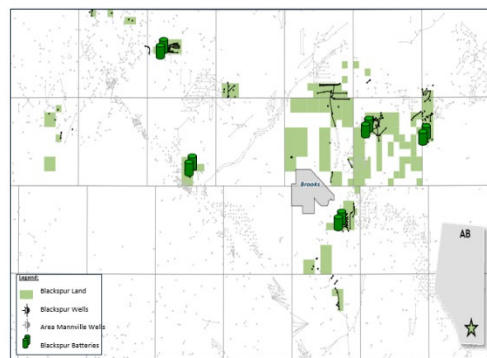 Brooks
AB
Legend:
Blackspur Land
Blackspur Wells
Area Mannville Wells
Blackspur Batteries